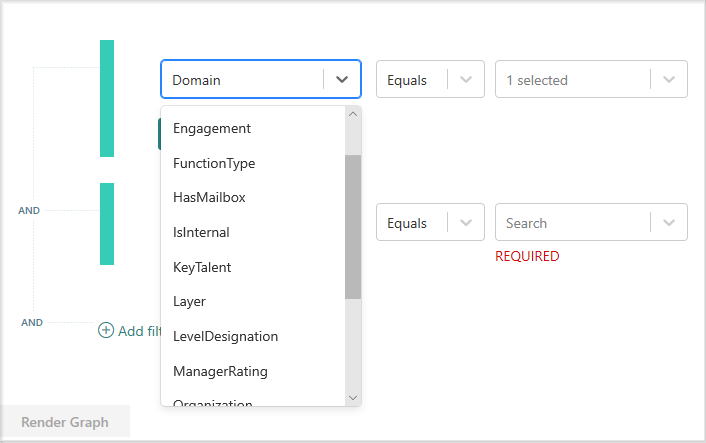 Domain
Equals
1 selected
Engagement
FunctionType
HasMailbox
IsInternal
KeyTalent
Layer
LevelDesignation
ManagerRating
Organization
AND
Equals
Search
REQUIRED
AND
Add filt
Render Graph